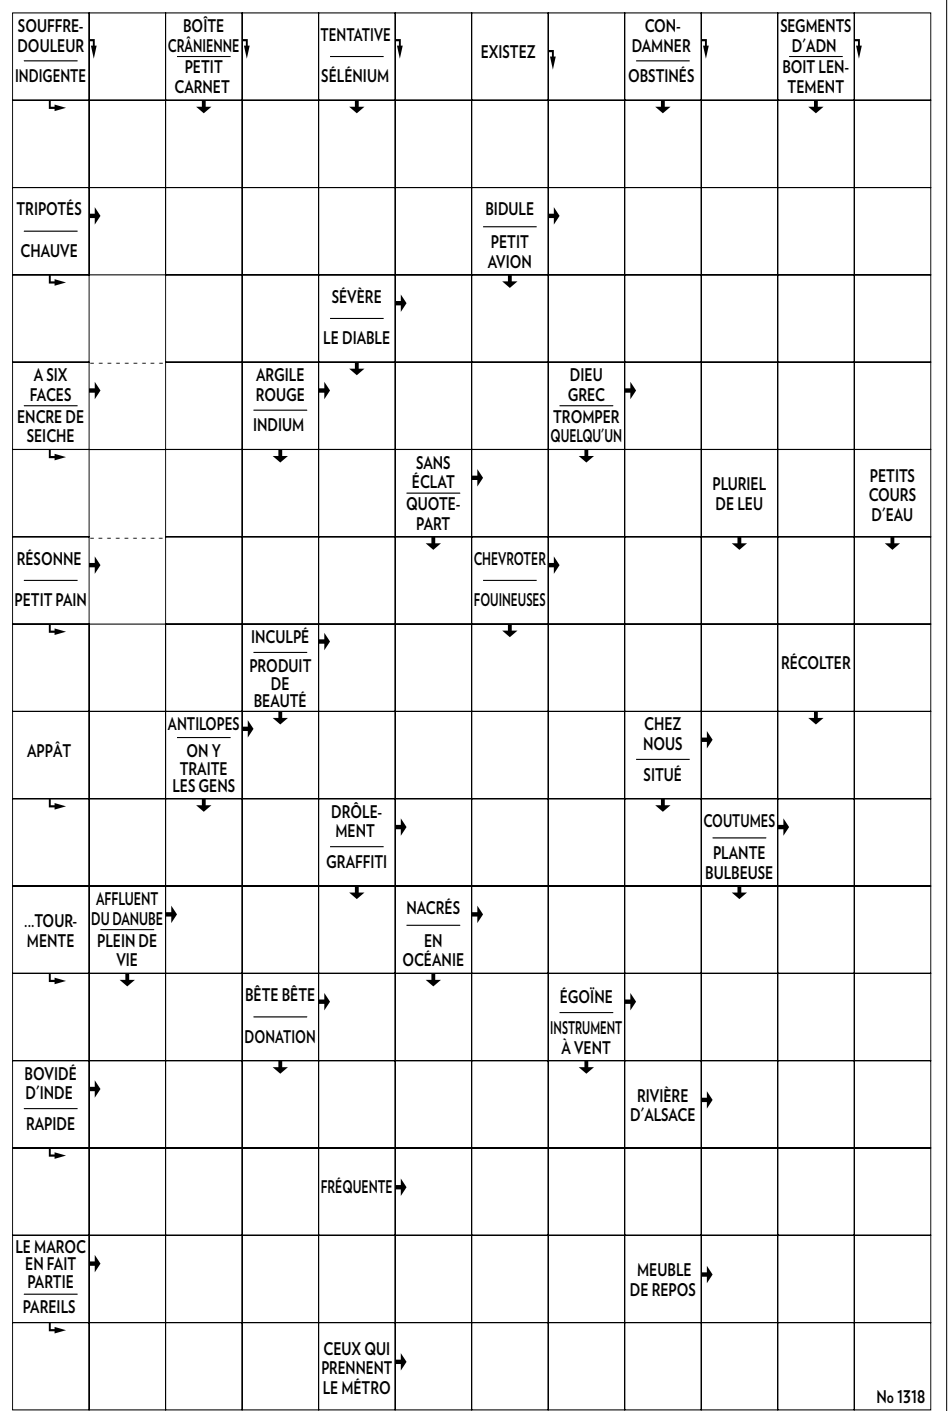 SOUFFRE-
DOULEUR
INDIGENTE
BOÎTE
CRÂNIENNE
PETIT
CARNET
TENTATIVE
SÉLÉNIUM
EXISTEZ
CON-
DAMNER
OBSTINÉS
SEGMENTS
D'ADN
BOIT LEN-
TEMENT
TRIPOTÉS
CHAUVE
BIDULE
PETIT
AVION
SÉVÈRE
LE DIABLE
A SIX
FACES
ENCRE DE
SEICHE
ARGILE
ROUGE
INDIUM
DIEU
GREC
TROMPER
QUELQU'UN
SANS
ÉCLAT
QUOTE-
PART
PLURIEL
DE LEU
PETITS
COURS
D'EAU
RÉSONNE
PETIT PAIN
CHEVROTER
FOUINEUSES
INCULPÉ
PRODUIT
DE
BEAUTÉ
RÉCOLTER
APPÂT
ANTILOPES
ON Y
TRAITE
LES GENS
CHEZ
NOUS
SITUÉ
DRÔLE-
MENT
GRAFFITI
COUTUMES
PLANTE
BULBEUSE
...TOUR-
MENTE
AFFLUENT
DU DANUBE
PLEIN DE
VIE
NACRÉS
EN
OCÉANIE
BÊTE BÊTE
DONATION
ÉGOÏNE
INSTRUMENT
À VENT
BOVIDÉ
D'INDE
RAPIDE
RIVIÈRE
D'ALSACE
FRÉQUENTE
LE MAROC
EN FAIT
PARTIE
PAREILS
MEUBLE
DE REPOS
CEUX QUI
PRENNENT
LE MÉTRO
No 1318